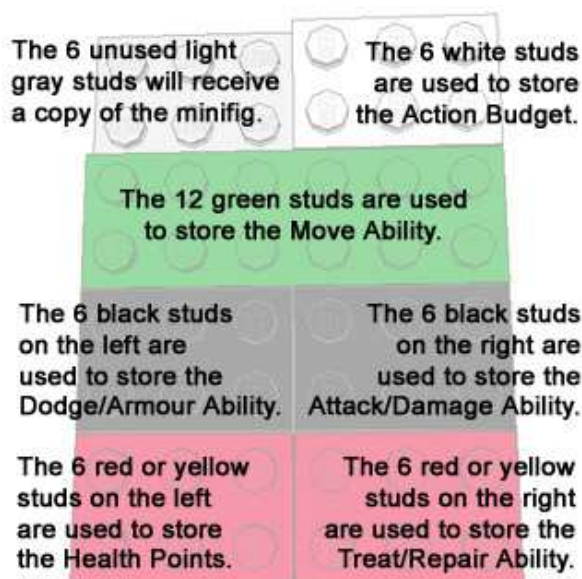 The 6 unused light
gray studs will receive
a copy of the minifig.
The 6 white studs
are used to store
the Action Budget.
The 12 green studs are used
to store the Move Ability.
The 6 black studs
on the left are
used to store the
Dodge/Armour Ability.
The 6 black studs
on the right are
used to store the
Attack/Damage Ability.
The 6 red or yellow
studs on the left
are used to store
the Health Points.
The 6 red or yellow
studs on the right
are used to store the
Treat/Repair Ability.